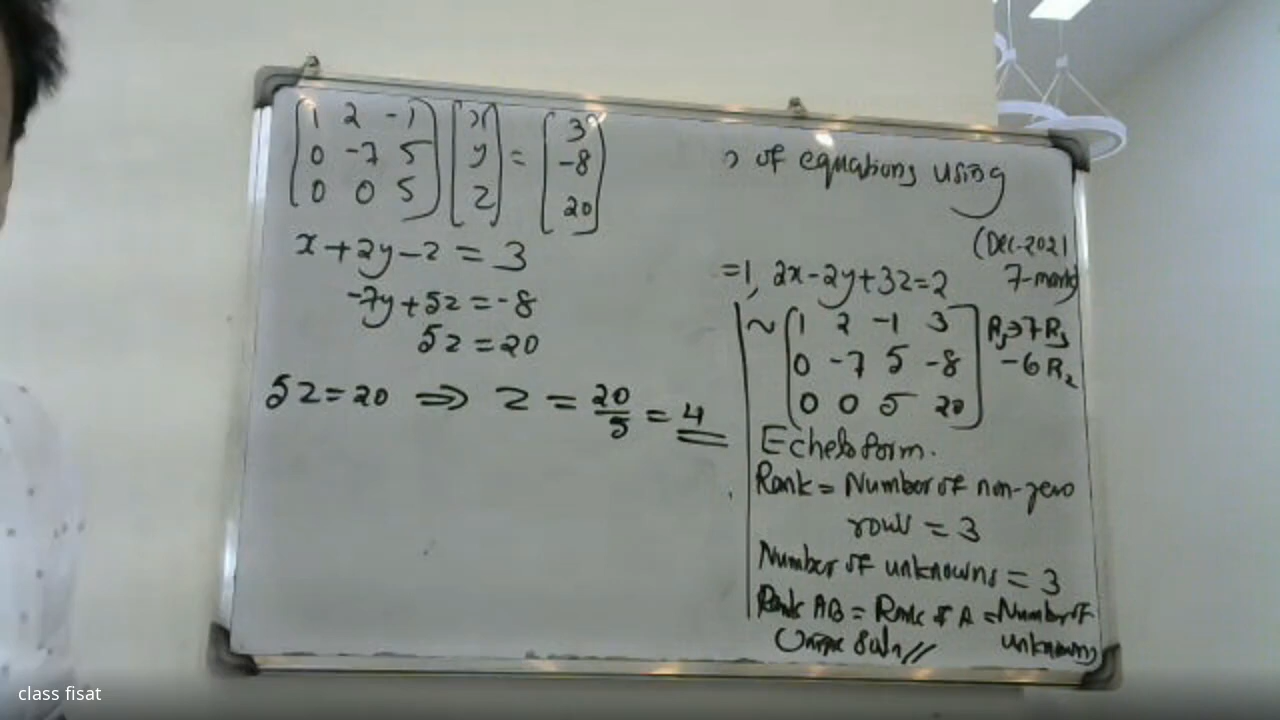 [1 2 -1] [x] = [3]
[0 -7 5] [y] [-8]
[0 0 5] [z] [20]
x+2y-z = 3
-7y+5z = -8
5z = 20
5z = 20 ⇒ z = 20/5 = 4
of equations using
(Dec-2021
7-mark)
=1, 2x-2y+3z=2
~ [1 2 -1 3] R₃→7R₃
[0 -7 5 -8] -6R₂
[0 0 5 20]
Echelo form.
Rank = Number of non-zero
rows = 3
Number of unknowns = 3
Rank AB = Rank of A = Number of
unknowns
Soln //
class fisat